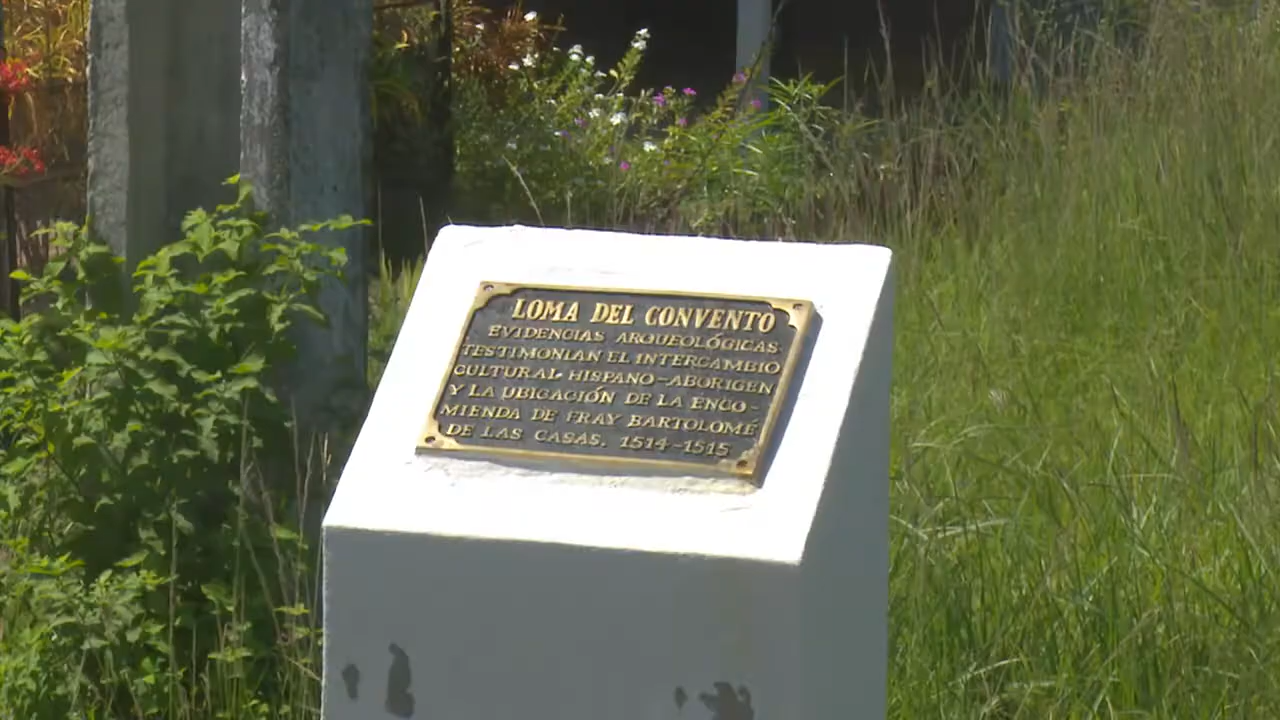 LOMA DEL CONVENTO
EVIDENCIAS ARQUEOLÓGICAS
TESTIMONIAN EL INTERCAMBIO
CULTURAL HISPANO-ABORIGEN
Y LA UBICACIÓN DE LA ENCO-
MIENDA DE FRAY BARTOLOMÉ
DE LAS CASAS. 1514-1515